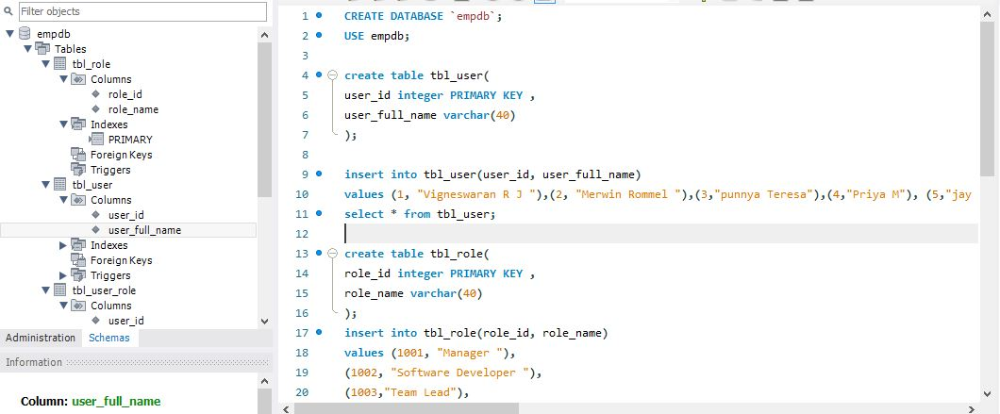 Filter objects
empdb
Tables
tbl_role
Columns
role_id
role_name
Indexes
PRIMARY
Foreign Keys
Triggers
tbl_user
Columns
user_id
user_full_name
Indexes
Foreign Keys
Triggers
tbl_user_role
Columns
user_id
Administration Schemas
Information
Column: user_full_name
1 CREATE DATABASE `empdb`;
2 USE empdb;
3
4 create table tbl_user(
5 user_id integer PRIMARY KEY ,
6 user_full_name varchar(40)
7 );
8
9 insert into tbl_user(user_id, user_full_name)
10 values (1, "Vigneswaran R J "),(2, "Merwin Rommel "),(3,"punnya Teresa"),(4,"Priya M"), (5,"jay
11 select * from tbl_user;
12
13 create table tbl_role(
14 role_id integer PRIMARY KEY ,
15 role_name varchar(40)
16 );
17 insert into tbl_role(role_id, role_name)
18 values (1001, "Manager "),
19 (1002, "Software Developer "),
20 (1003,"Team Lead"),